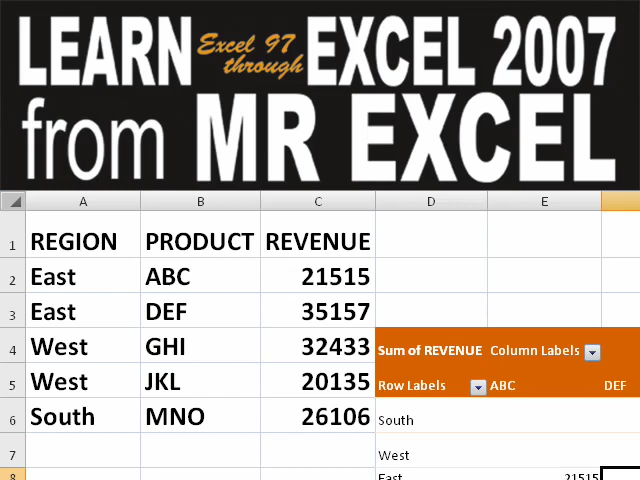 LEARN Excel 97 through EXCEL 2007
from MR EXCEL
A B C D E
1 REGION PRODUCT REVENUE
2 East ABC 21515
3 East DEF 35157
4 West GHI 32433 Sum of REVENUE Column Labels
5 West JKL 20135 Row Labels ABC DEF
6 South MNO 26106 South
7 West
8 East 21515